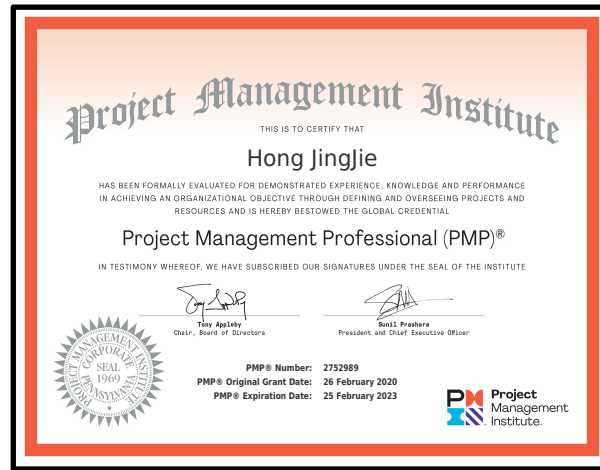 Project Management Institute
THIS IS TO CERTIFY THAT
Hong JingJie
HAS BEEN FORMALLY EVALUATED FOR DEMONSTRATED EXPERIENCE, KNOWLEDGE AND PERFORMANCE
IN ACHIEVING AN ORGANIZATIONAL OBJECTIVE THROUGH DEFINING AND OVERSEEING PROJECTS AND
RESOURCES AND IS HEREBY BESTOWED THE GLOBAL CREDENTIAL
Project Management Professional (PMP)®
IN TESTIMONY WHEREOF, WE HAVE SUBSCRIBED OUR SIGNATURES UNDER THE SEAL OF THE INSTITUTE
Tony Appleby
Chair, Board of Directors
Sunil Prashara
President and Chief Executive Officer
PROJECT MANAGEMENT INSTITUTE
CORPORATE
SEAL
1969
PENNSYLVANIA
PMP® Number: 2752989
PMP® Original Grant Date: 26 February 2020
PMP® Expiration Date: 25 February 2023
Project
Management
Institute.